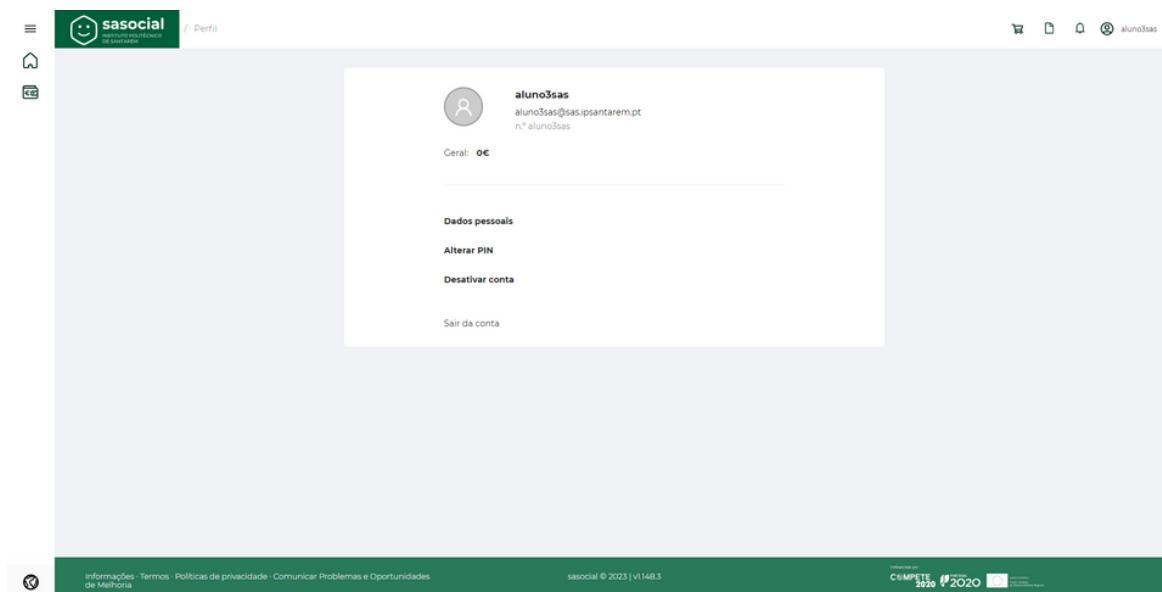 sasocial
INSTITUTO POLITÉCNICO
DE SANTARÉM
/ Perfil
aluno3sas
aluno3sas
aluno3sas@sas.ipsantarem.pt
n.º aluno3sas
Geral: 0€
Dados pessoais
Alterar PIN
Desativar conta
Sair da conta
Informações · Termos · Políticas de privacidade · Comunicar Problemas e Oportunidades
de Melhoria
sasocial © 2023 | v1.148.3
Cofinanciado por:
COMPETE
2020
2020